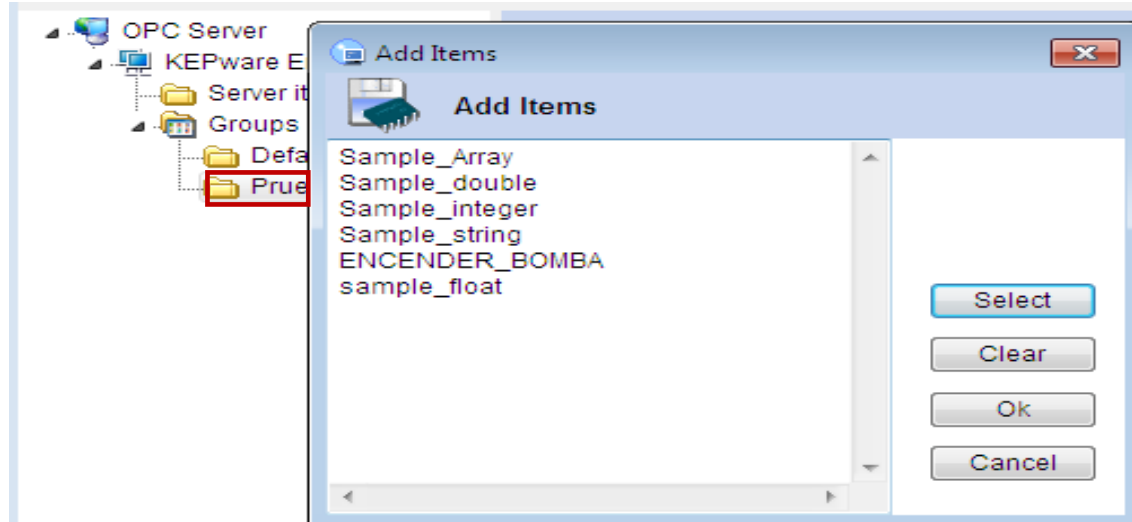 OPC Server
KEPware E
Server it
Groups
Defa
Prue
Add Items
Add Items
Sample_Array
Sample_double
Sample_integer
Sample_string
ENCENDER_BOMBA
sample_float
Select
Clear
Ok
Cancel